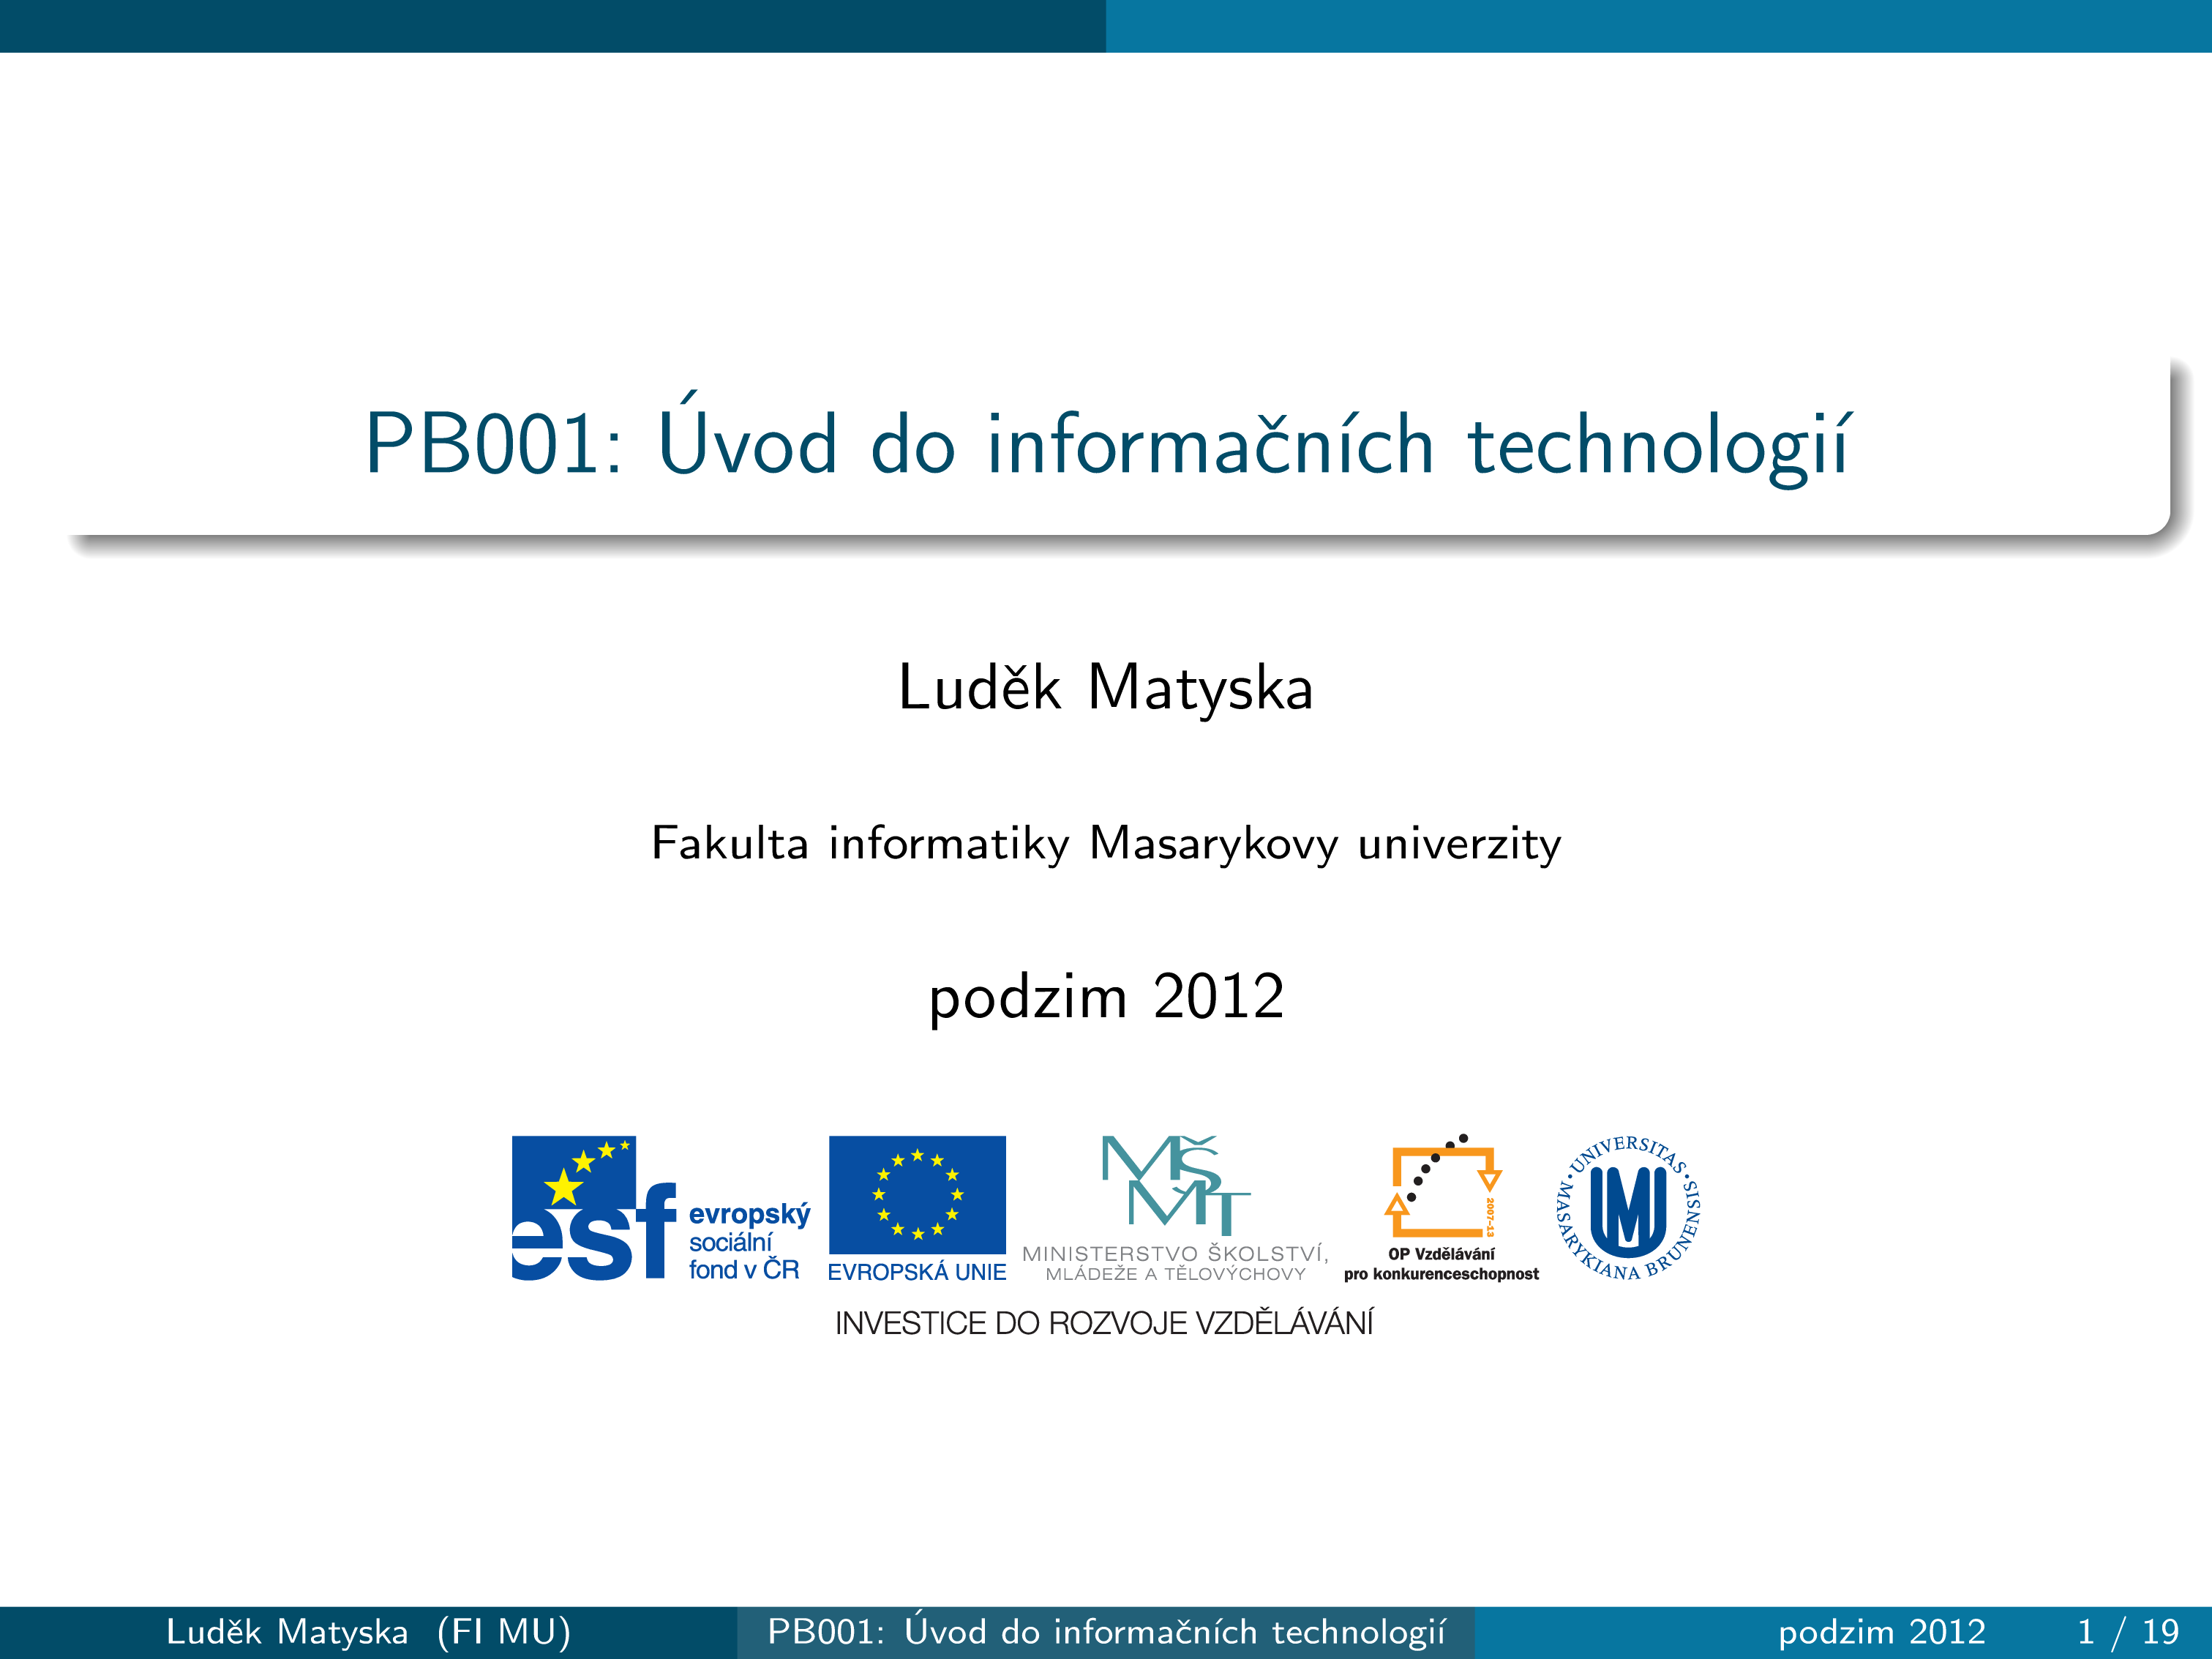 PB001: Úvod do informačních technologií
Luděk Matyska
Fakulta informatiky Masarykovy univerzity
podzim 2012
esf evropský
sociální
fond v ČR
EVROPSKÁ UNIE
MŠMT
MINISTERSTVO ŠKOLSTVÍ,
MLÁDEŽE A TĚLOVÝCHOVY
2007-13
OP Vzdělávání
pro konkurenceschopnost
UNIVERSITAS MASARYKIANA BRUNENSIS
INVESTICE DO ROZVOJE VZDĚLÁVÁNÍ
Luděk Matyska (FI MU) PB001: Úvod do informačních technologií podzim 2012 1 / 19